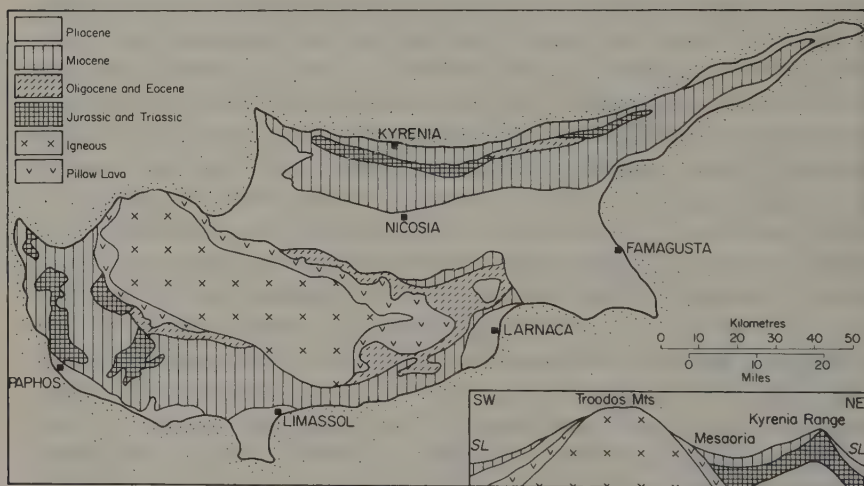 Pliocene
Miocene
Oligocene and Eocene
Jurassic and Triassic
Igneous
Pillow Lava
KYRENIA
NICOSIA
FAMAGUSTA
LARNACA
PAPHOS
LIMASSOL
Kilometres
0 10 20 30 40 50
0 10 20
Miles
SW Troodos Mts NE
Kyrenia Range
Mesaoria
SL SL